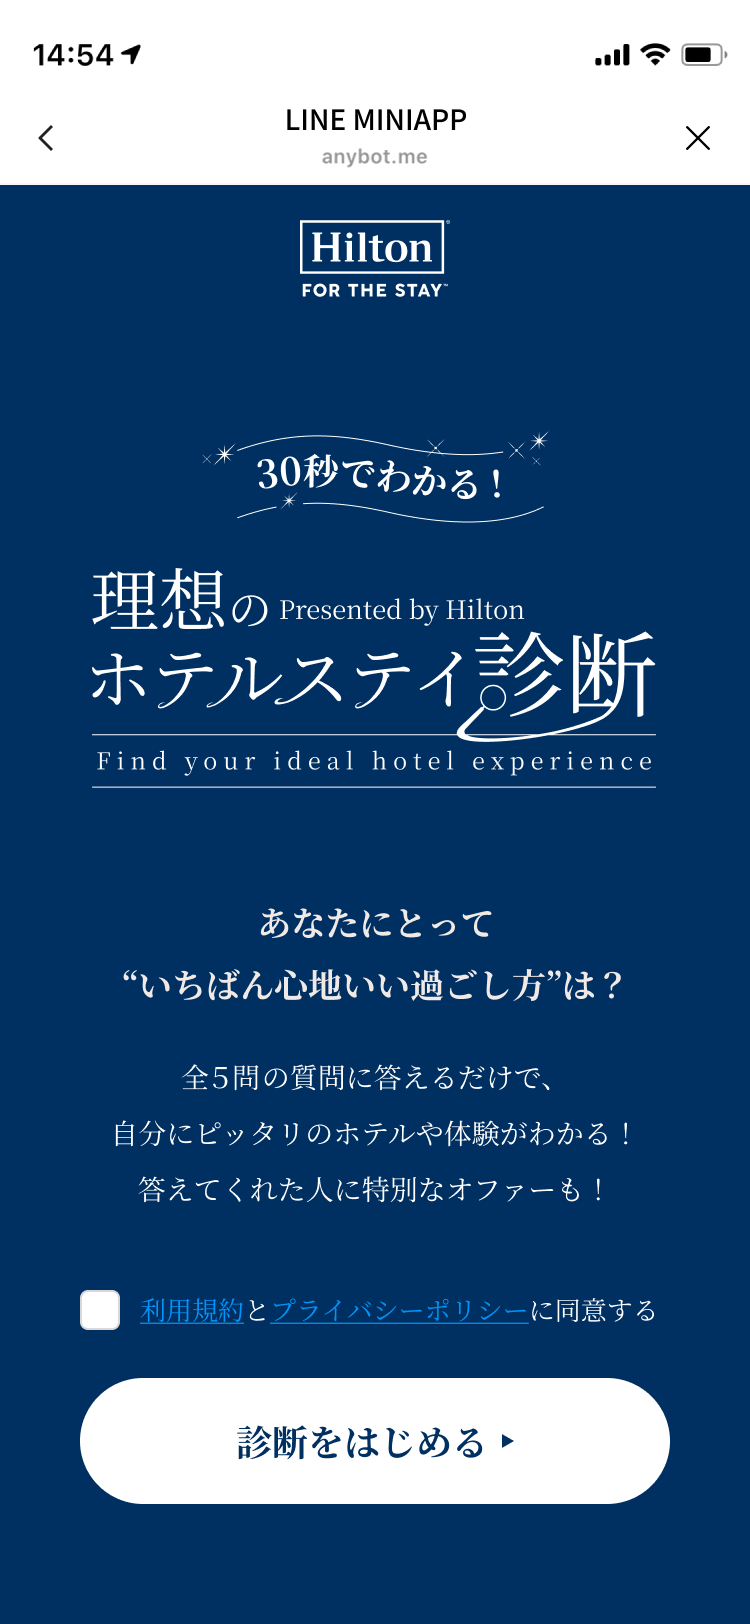 14:54
LINE MINIAPP
anybot.me
Hilton
FOR THE STAY™
30秒でわかる！
理想の Presented by Hilton
ホテルステイ診断
Find your ideal hotel experience
あなたにとって
“いちばん心地いい過ごし方”は？
全５問の質問に答えるだけで、
自分にピッタリのホテルや体験がわかる！
答えてくれた人に特別なオファーも！
利用規約とプライバシーポリシーに同意する
診断をはじめる ▶